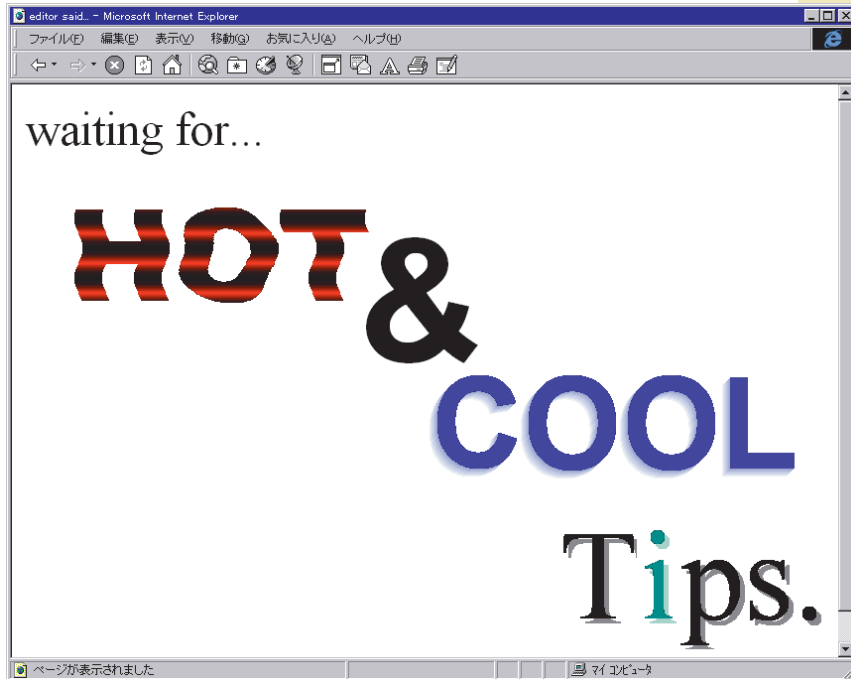 editor said... - Microsoft Internet Explorer
ファイル(F) 編集(E) 表示(V) 移動(G) お気に入り(A) ヘルプ(H)
waiting for...
HOT
&
COOL
Tips.
ページが表示されました マイ コンピュータ